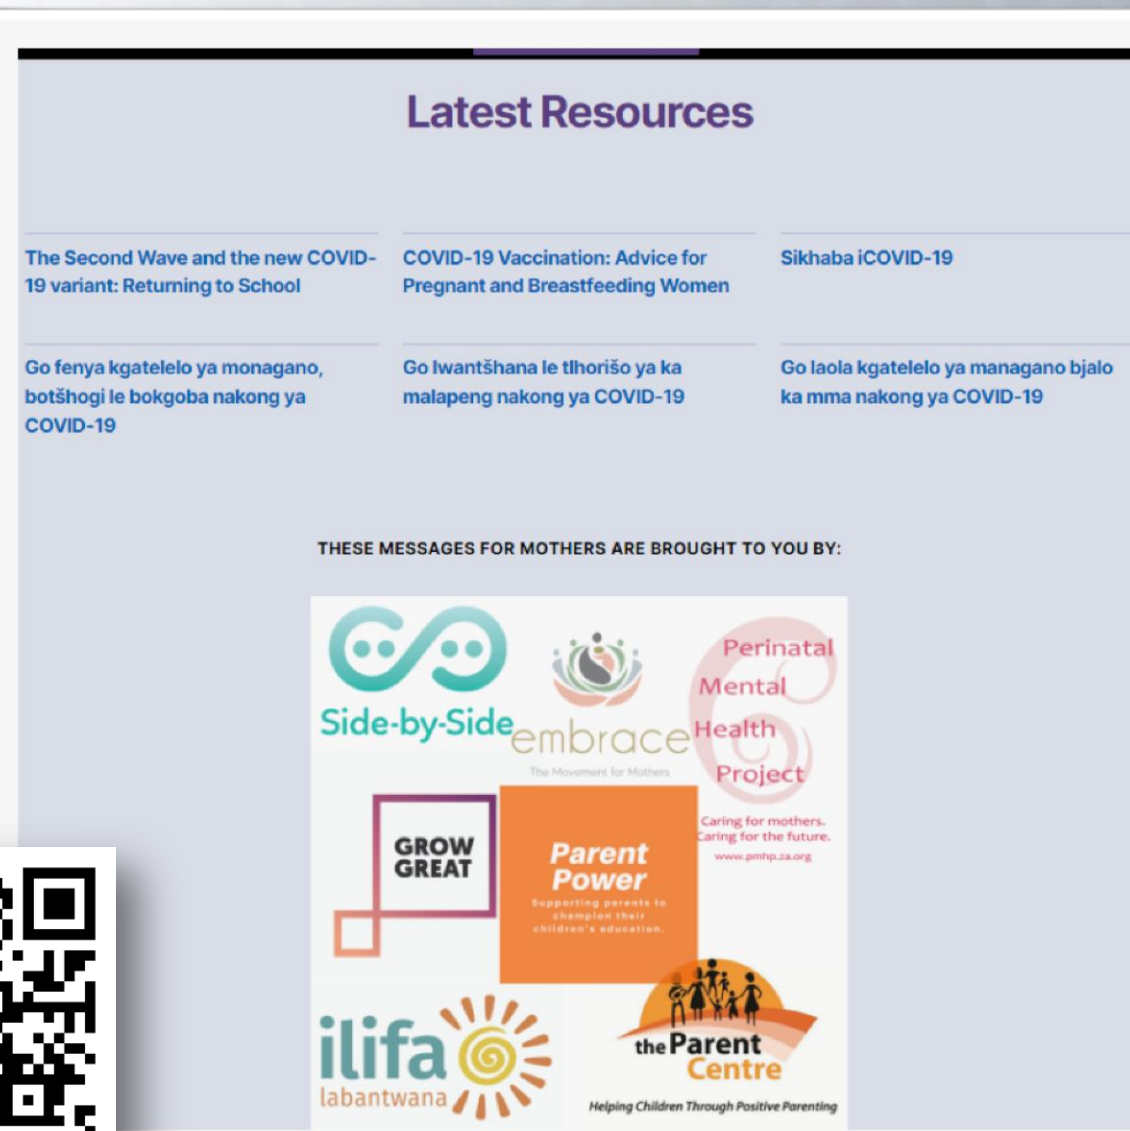 Latest Resources
The Second Wave and the new COVID-
19 variant: Returning to School
COVID-19 Vaccination: Advice for
Pregnant and Breastfeeding Women
Sikhaba iCOVID-19
Go fenya kgatelelo ya monagano,
botšhogi le bokgoba nakong ya
COVID-19
Go lwantšhana le tlhorišo ya ka
malapeng nakong ya COVID-19
Go laola kgatelelo ya managano bjalo
ka mma nakong ya COVID-19
THESE MESSAGES FOR MOTHERS ARE BROUGHT TO YOU BY:
Side-by-Side
embrace
The Movement for Mothers
Perinatal
Mental
Health
Project
Caring for mothers.
Caring for the future.
www.pmhp.za.org
GROW
GREAT
Parent
Power
Supporting parents to
champion their
children's education.
ilifa
labantwana
the Parent
Centre
Helping Children Through Positive Parenting